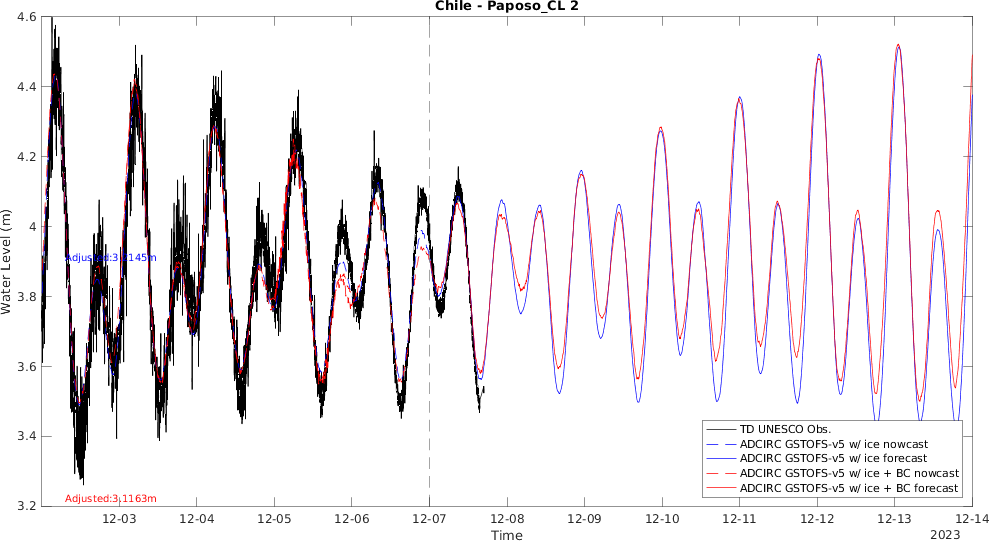 Chile - Paposo_CL 2
4.6
4.4
4.2
4
3.8
3.6
3.4
3.2
Water Level (m)
Adjusted:3.1163m
TD UNESCO Obs.
ADCIRC GSTOFS-v5 w/ ice nowcast
ADCIRC GSTOFS-v5 w/ ice forecast
ADCIRC GSTOFS-v5 w/ ice + BC nowcast
ADCIRC GSTOFS-v5 w/ ice + BC forecast
12-03 12-04 12-05 12-06 12-07 12-08 12-09 12-10 12-11 12-12 12-13 12-14
Time
2023